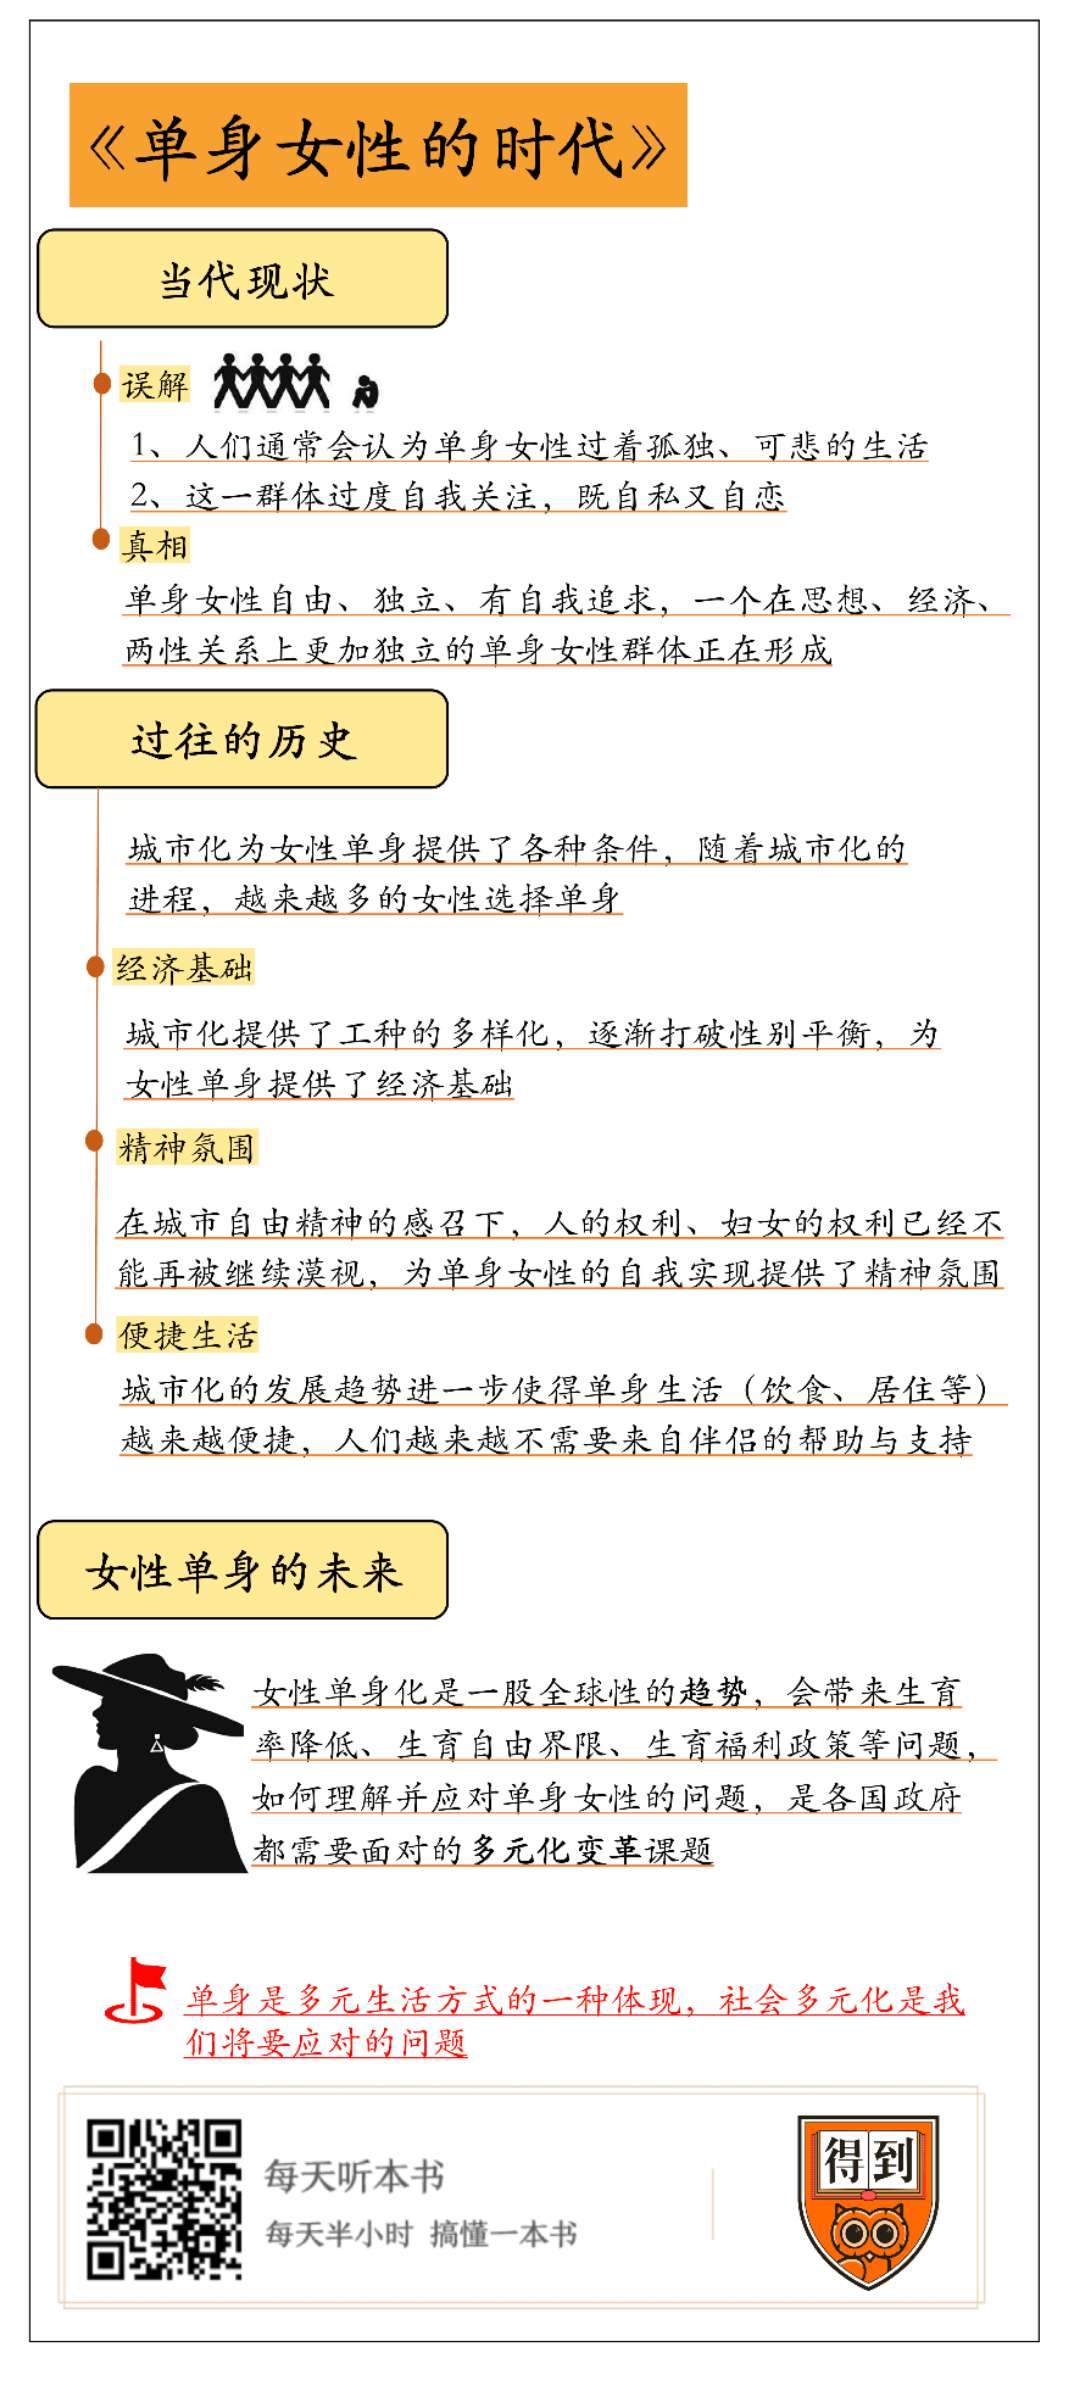 《单身女性的时代》
当代现状
误解
1、人们通常会认为单身女性过着孤独、可悲的生活
2、这一群体过度自我关注，既自私又自恋
真相
单身女性自由、独立、有自我追求，一个在思想、经济、
两性关系上更加独立的单身女性群体正在形成
过往的历史
城市化为女性单身提供了各种条件，随着城市化的
进程，越来越多的女性选择单身
经济基础
城市化提供了工种的多样化，逐渐打破性别平衡，为
女性单身提供了经济基础
精神氛围
在城市自由精神的感召下，人的权利、妇女的权利已经不
能再被继续漠视，为单身女性的自我实现提供了精神氛围
便捷生活
城市化的发展趋势进一步使得单身生活（饮食、居住等）
越来越便捷，人们越来越不需要来自伴侣的帮助与支持
女性单身的未来
女性单身化是一股全球性的趋势，会带来生育
率降低、生育自由界限、生育福利政策等问题，
如何理解并应对单身女性的问题，是各国政府
都需要面对的多元化变革课题
单身是多元生活方式的一种体现，社会多元化是我
们将要应对的问题
每天听本书
每天半小时 搞懂一本书
得到